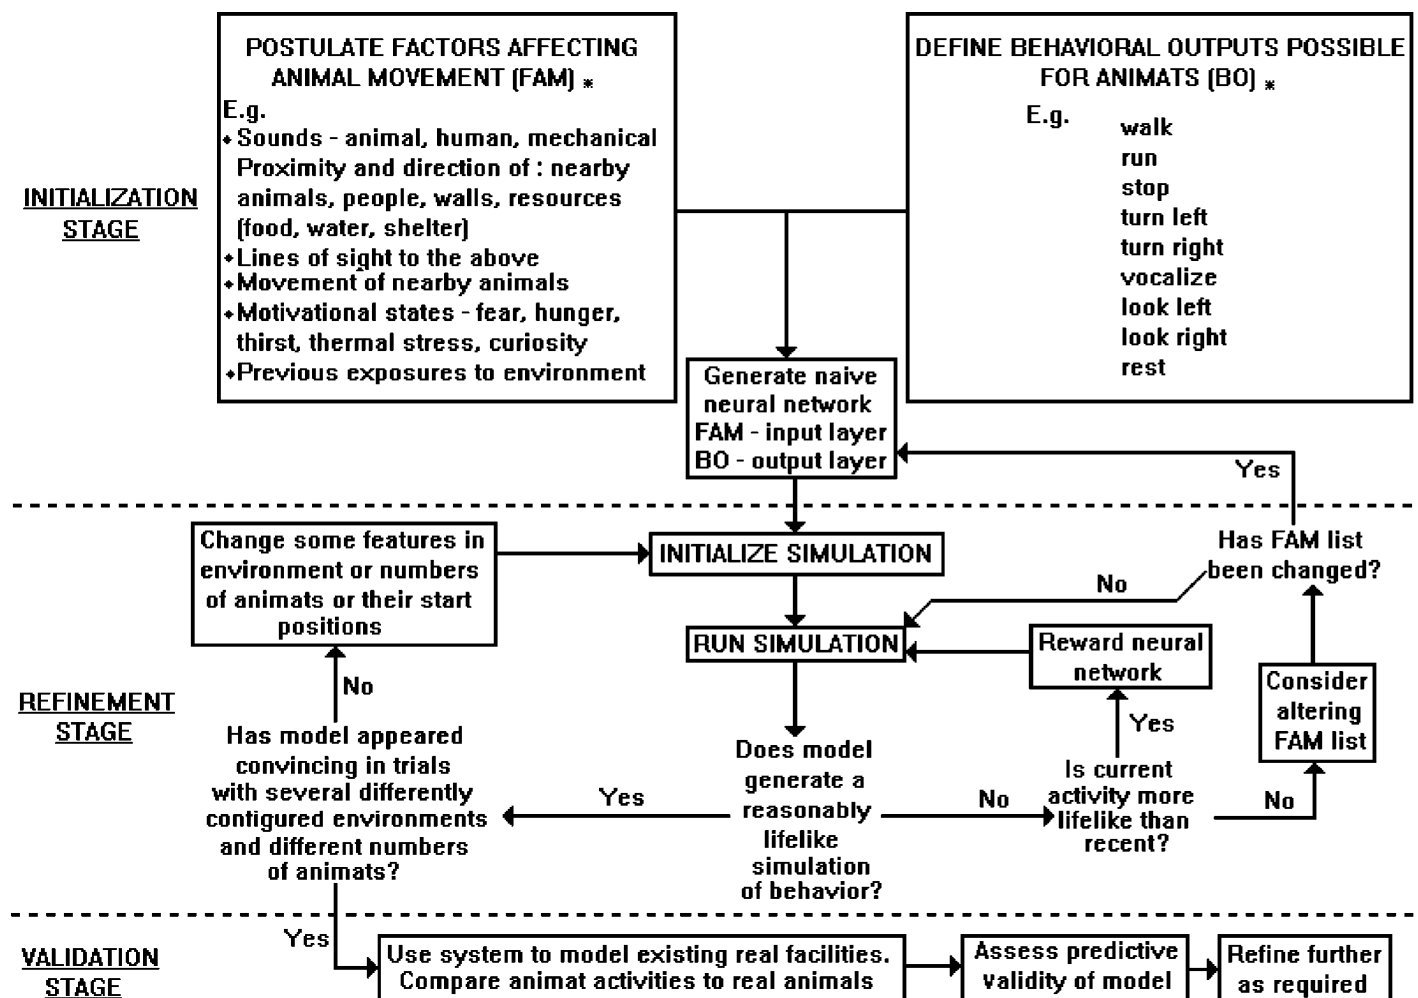 POSTULATE FACTORS AFFECTING
ANIMAL MOVEMENT (FAM) *
E.g.
Sounds - animal, human, mechanical
Proximity and direction of : nearby
animals, people, walls, resources
(food, water, shelter)
Lines of sight to the above
Movement of nearby animals
Motivational states - fear, hunger,
thirst, thermal stress, curiosity
Previous exposures to environment
DEFINE BEHAVIORAL OUTPUTS POSSIBLE
FOR ANIMATS (BO) *
E.g.
walk
run
stop
turn left
turn right
vocalize
look left
look right
rest
INITIALIZATION
STAGE
Generate naive
neural network
FAM - input layer
BO - output layer
Yes
Change some features in
environment or numbers
of animats or their start
positions
INITIALIZE SIMULATION
Has FAM list
been changed?
No
RUN SIMULATION
Reward neural
network
Consider
altering
FAM list
No
REFINEMENT
STAGE
Has model appeared
convincing in trials
with several differently
contigured environments
and different numbers
of animats?
Yes
Does model
generate a
reasonably
lifelike
simulation
of behavior?
No
Yes
Is current
activity more
lifelike than
recent?
No
Yes
VALIDATION
STAGE
Use system to model existing real facilities.
Compare animat activities to real animals
Assess predictive
validity of model
Refine further
as required